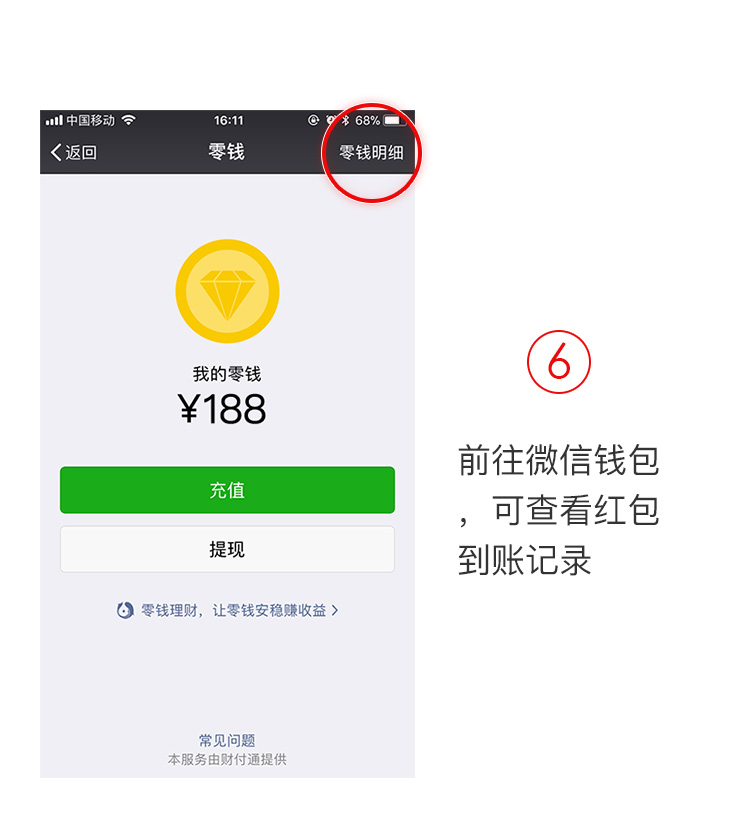 中国移动 16:11 68%
返回 零钱 零钱明细
我的零钱
¥188
充值
提现
零钱理财，让零钱安稳赚收益
常见问题
本服务由财付通提供
6
前往微信钱包
，可查看红包
到账记录